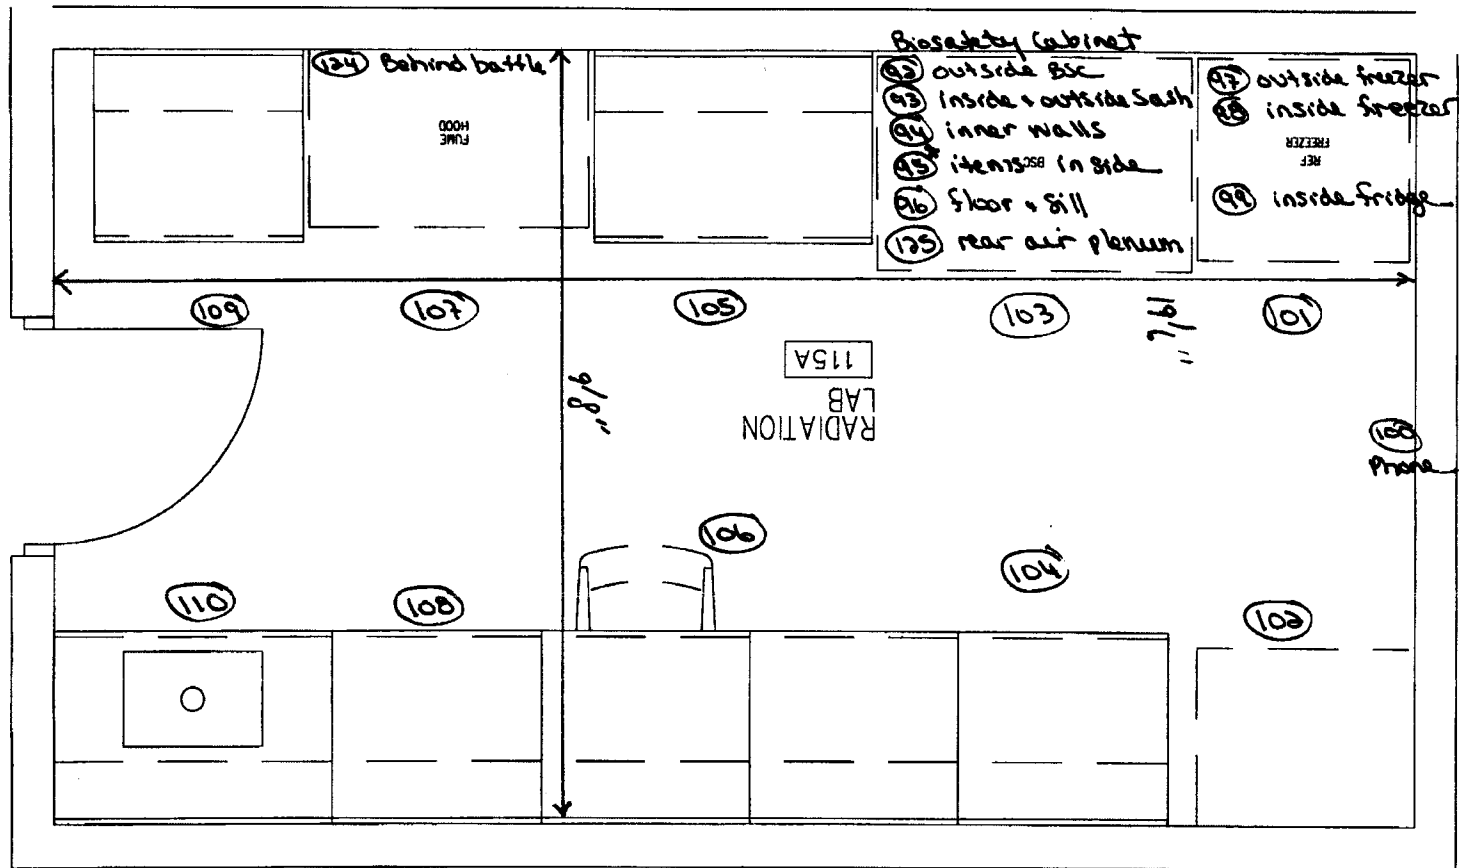 Biosafety Cabinet
124 Behind baffle
92 outside BSC
93 inside + outside Sash
94 inner walls
95* items inside
BSC
96 floor + sill
125 rear air plenum
97 outside freezer
98 inside freezer
REF
FREEZER
99 inside fridge
FUME
HOOD
109
107
105
103
101
RADIATION
LAB
115A
100
Phone
106
104
110
108
102